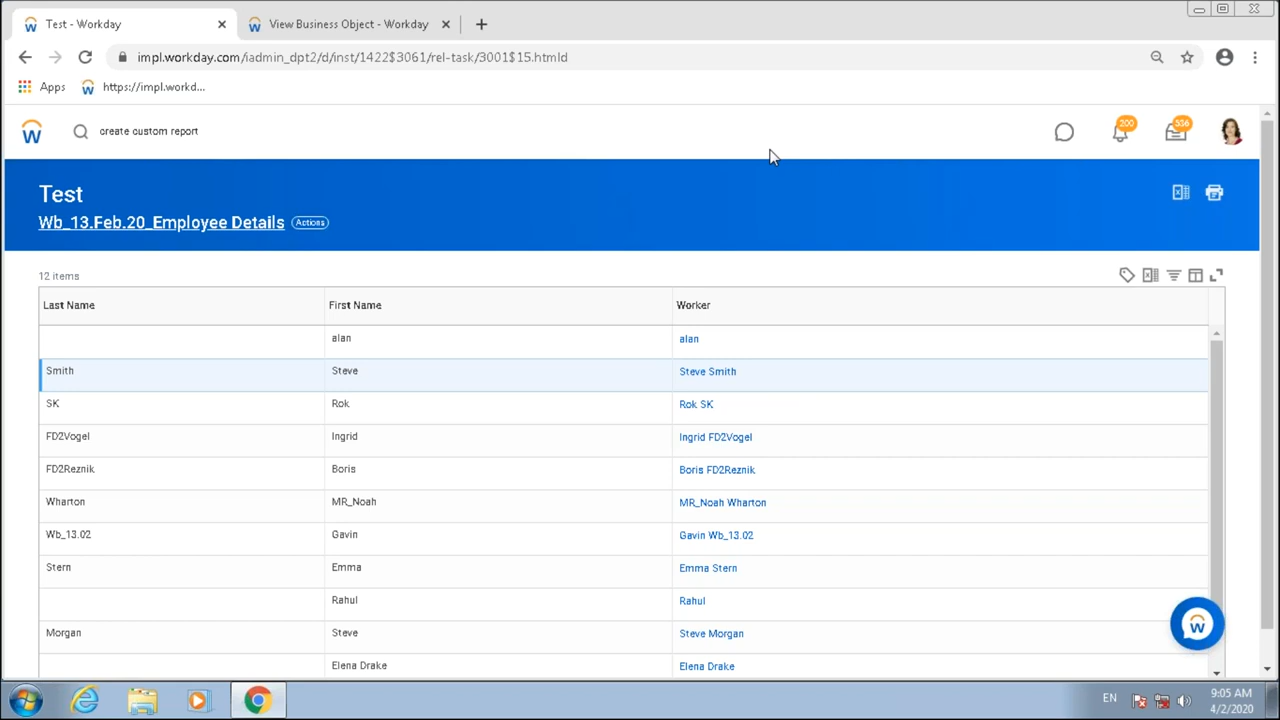 Test - Workday
View Business Object - Workday
impl.workday.com/iadmin_dpt2/d/inst/1422$3061/rel-task/3001$15.htmld
Apps
https://impl.workd...
create custom report
200
336
Test
Wb_13.Feb.20_Employee Details Actions
12 items
Last Name First Name Worker
alan alan
Smith Steve Steve Smith
SK Rok Rok SK
FD2Vogel Ingrid Ingrid FD2Vogel
FD2Reznik Boris Boris FD2Reznik
Wharton MR_Noah MR_Noah Wharton
Wb_13.02 Gavin Gavin Wb_13.02
Stern Emma Emma Stern
Rahul Rahul
Morgan Steve Steve Morgan
Elena Drake Elena Drake
EN
9:05 AM
4/2/2020